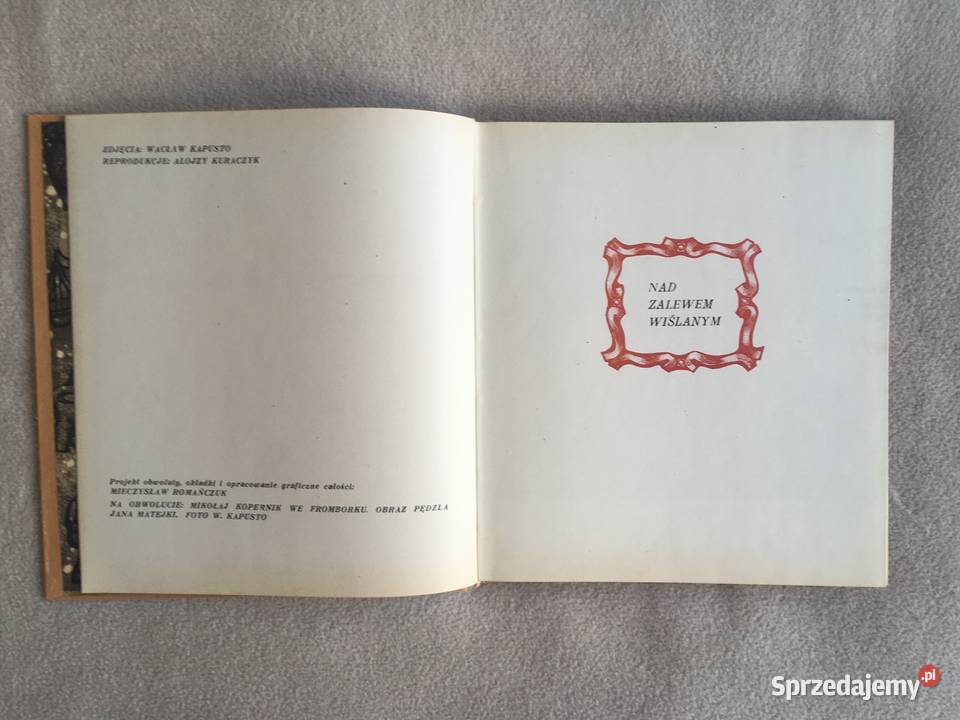 ZDJĘCIA: WACŁAW KAPUSTO
REPRODUKCJE: ALOJZY KURACZYK
Projekt obwoluty, okładki i opracowanie graficzne całości:
MIECZYSŁAW ROMAŃCZUK
NA OBWOLUCIE: MIKOŁAJ KOPERNIK WE FROMBORKU. OBRAZ PĘDZLA
JANA MATEJKI. FOTO W. KAPUSTO
NAD
ZALEWEM
WIŚLANYM
Sprzedajemy.pl